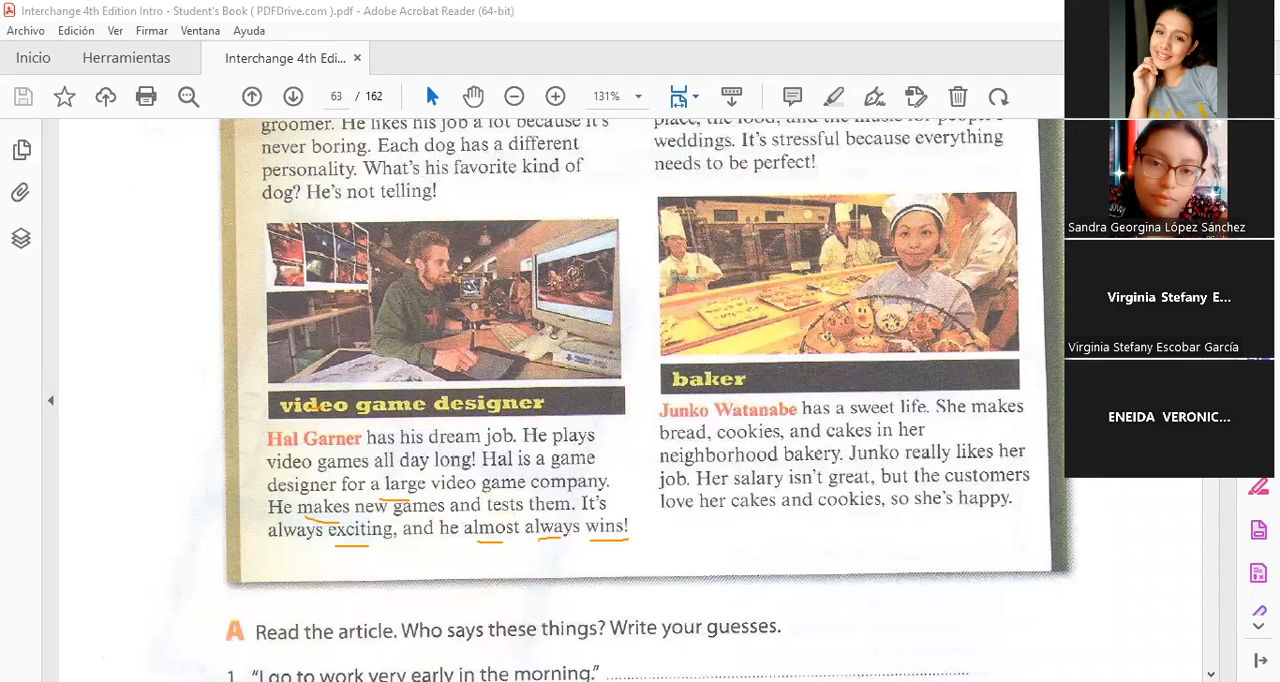 Interchange 4th Edition Intro - Student's Book ( PDFDrive.com ).pdf - Adobe Acrobat Reader (64-bit)
Archivo Edición Ver Firmar Ventana Ayuda
Inicio Herramientas Interchange 4th Edi... ×
63 / 162 131%
groomer. He likes his job a lot because it's
never boring. Each dog has a different
personality. What's his favorite kind of
dog? He's not telling!
place, the food, and the music for people's
weddings. It's stressful because everything
needs to be perfect!
video game designer
Hal Garner has his dream job. He plays
video games all day long! Hal is a game
designer for a large video game company.
He makes new games and tests them. It's
always exciting, and he almost always wins!
baker
Junko Watanabe has a sweet life. She makes
bread, cookies, and cakes in her
neighborhood bakery. Junko really likes her
job. Her salary isn't great, but the customers
love her cakes and cookies, so she's happy.
A Read the article. Who says these things? Write your guesses.
1. "I go to work very early in the morning."
Sandra Georgina López Sánchez
Virginia Stefany E...
Virginia Stefany Escobar García
ENEIDA VERONIC...